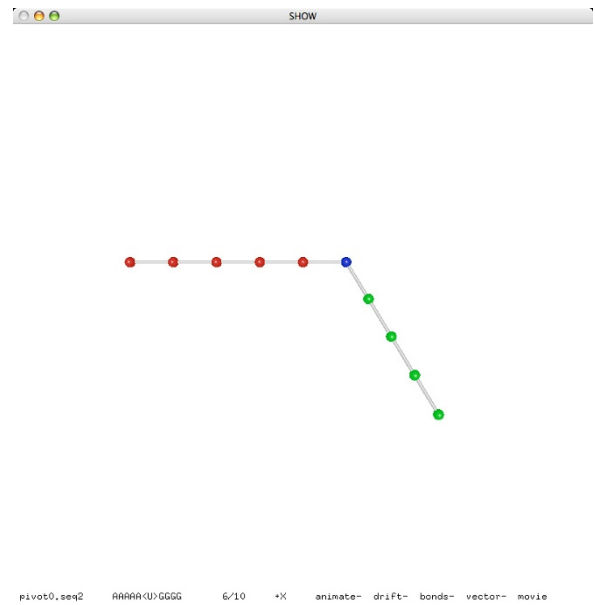 SHOW
pivot0.seq2 AAAAA<U>GGGG 6/10 +X animate- drift- bonds- vector- movie